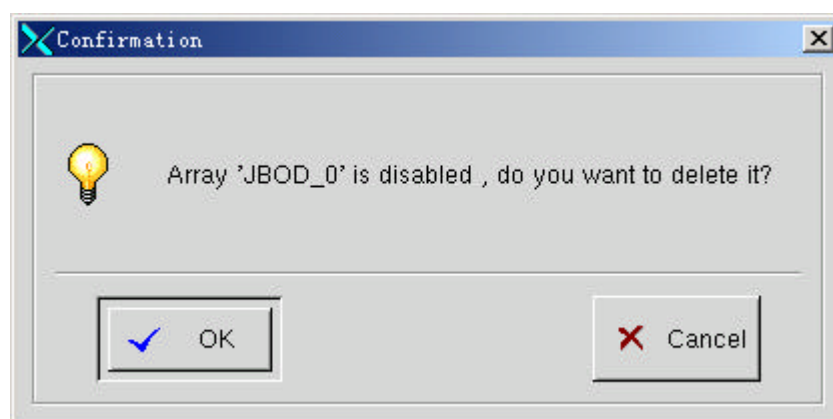 Confirmation
Array 'JBOD_0' is disabled , do you want to delete it?
OK
Cancel